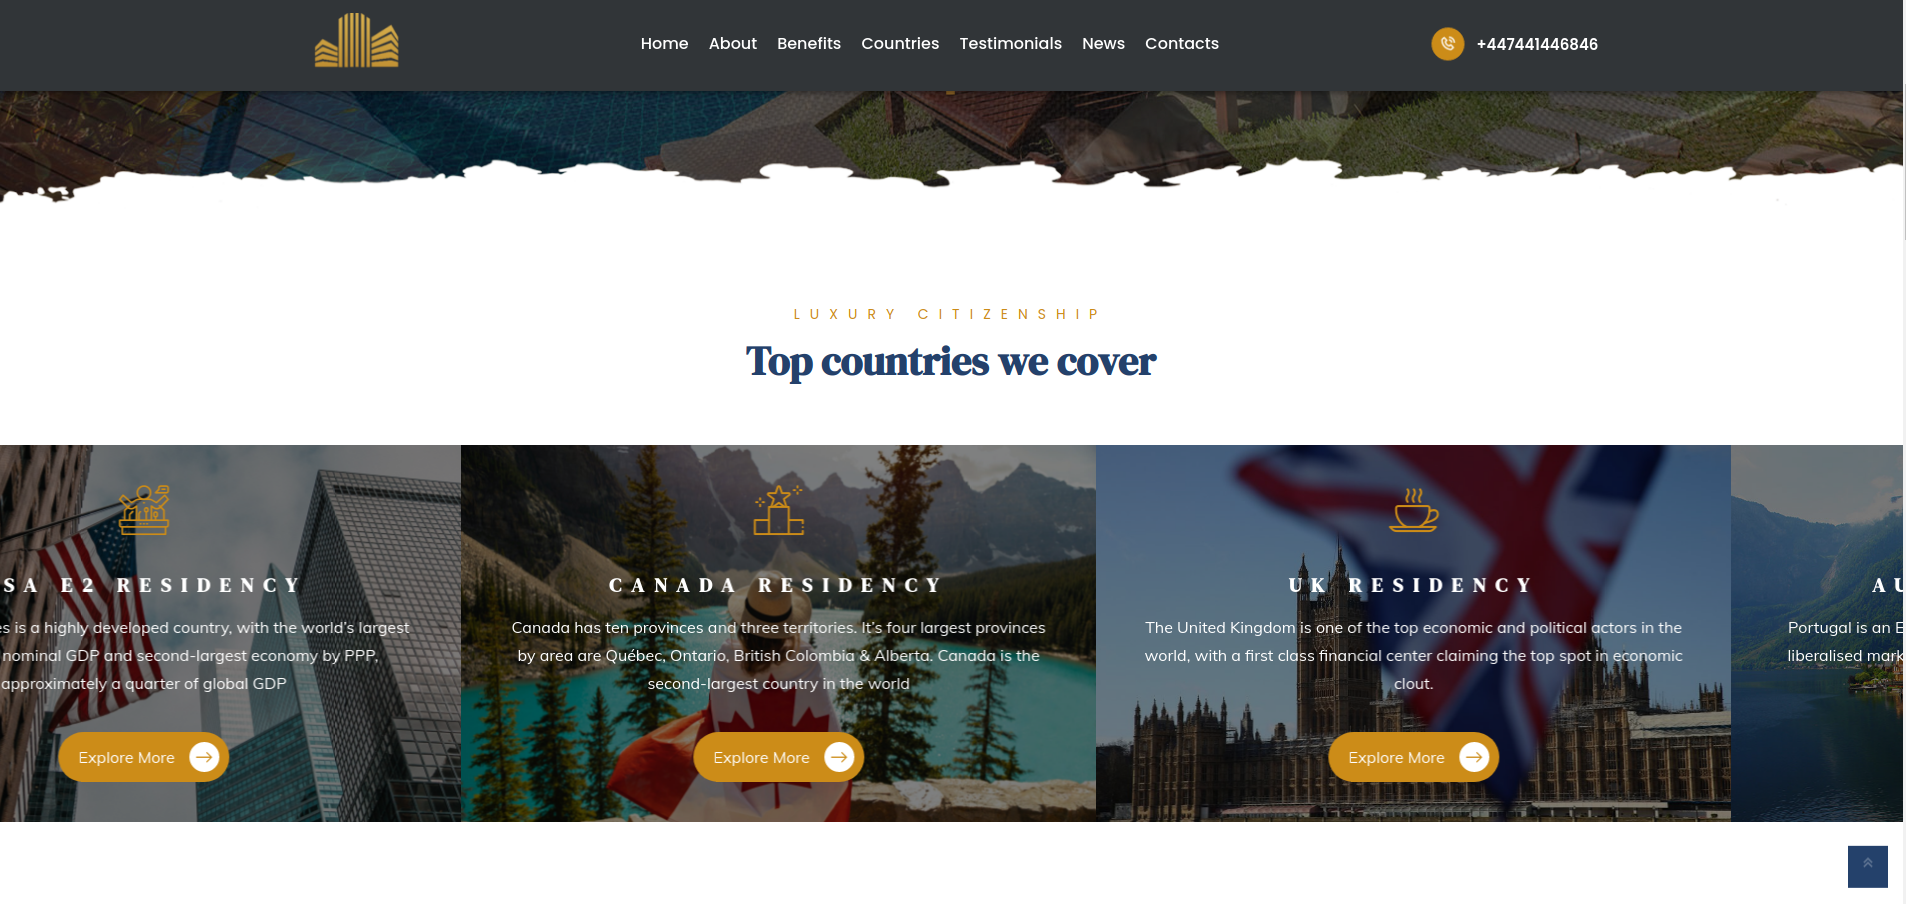 Home About Benefits Countries Testimonials News Contacts
+447441446846
LUXURY CITIZENSHIP
Top countries we cover
SA E2 RESIDENCY
is a highly developed country, with the world's largest
nominal GDP and second-largest economy by PPP,
approximately a quarter of global GDP
Explore More
CANADA RESIDENCY
Canada has ten provinces and three territories. It's four largest provinces
by area are Québec, Ontario, British Colombia & Alberta. Canada is the
second-largest country in the world
Explore More
UK RESIDENCY
The United Kingdom is one of the top economic and political actors in the
world, with a first class financial center claiming the top spot in economic
clout.
Explore More
AU
Portugal is an E
liberalised mark